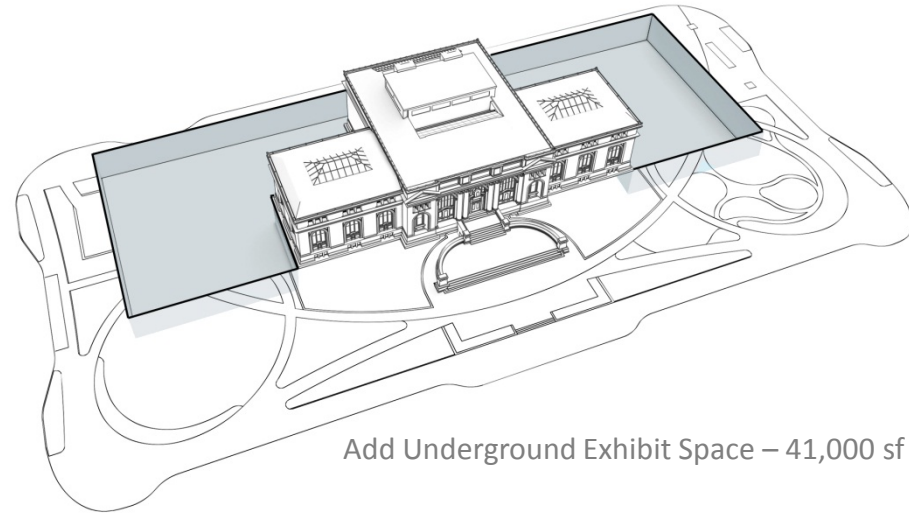 Add Underground Exhibit Space – 41,000 sf